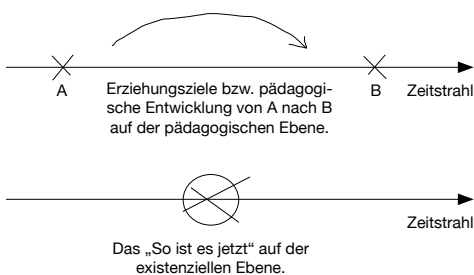 A
Erziehungsziele bzw. pädagogi-
sche Entwicklung von A nach B
auf der pädagogischen Ebene.
B
Zeitstrahl
Zeitstrahl
Das „So ist es jetzt“ auf der
existenziellen Ebene.